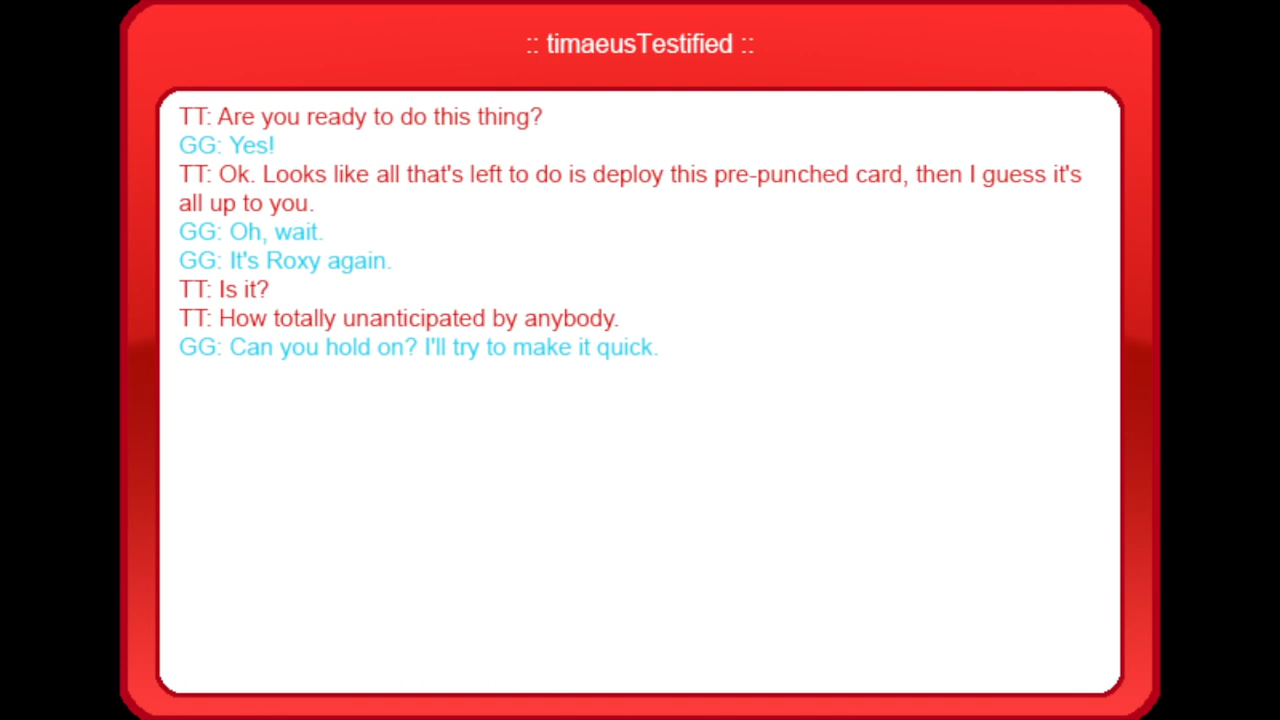 :: timaeusTestified ::
TT: Are you ready to do this thing?
GG: Yes!
TT: Ok. Looks like all that's left to do is deploy this pre-punched card, then I guess it's
all up to you.
GG: Oh, wait.
GG: It's Roxy again.
TT: Is it?
TT: How totally unanticipated by anybody.
GG: Can you hold on? I'll try to make it quick.